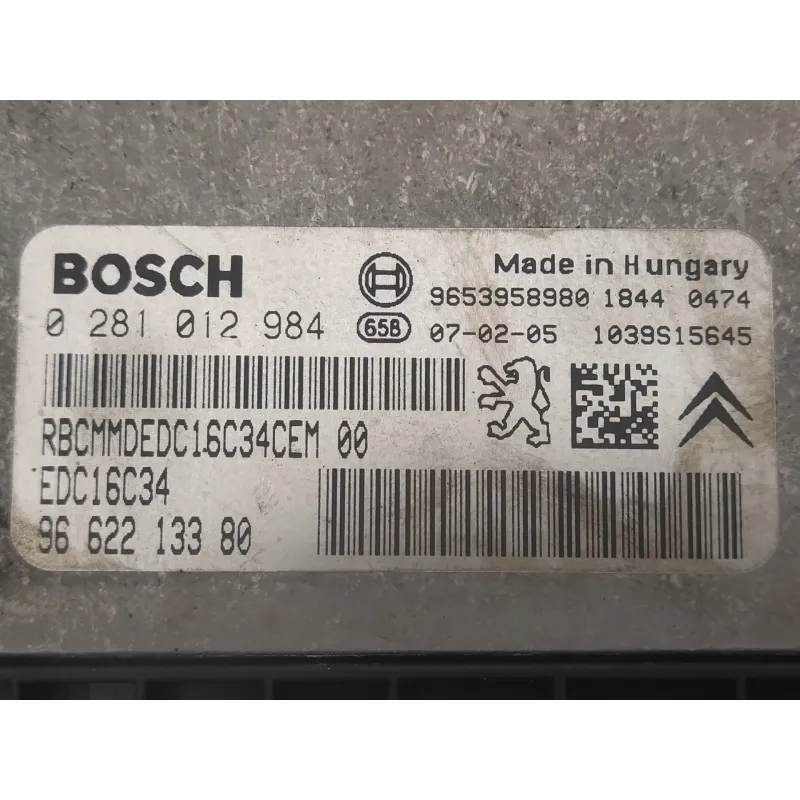 BOSCH
Made in Hungary
9653958980 1844 0474
0 281 012 984
65B
07-02-05 1039S15645
RBCMMDEDC16C34CEM 00
EDC16C34
96 622 133 80